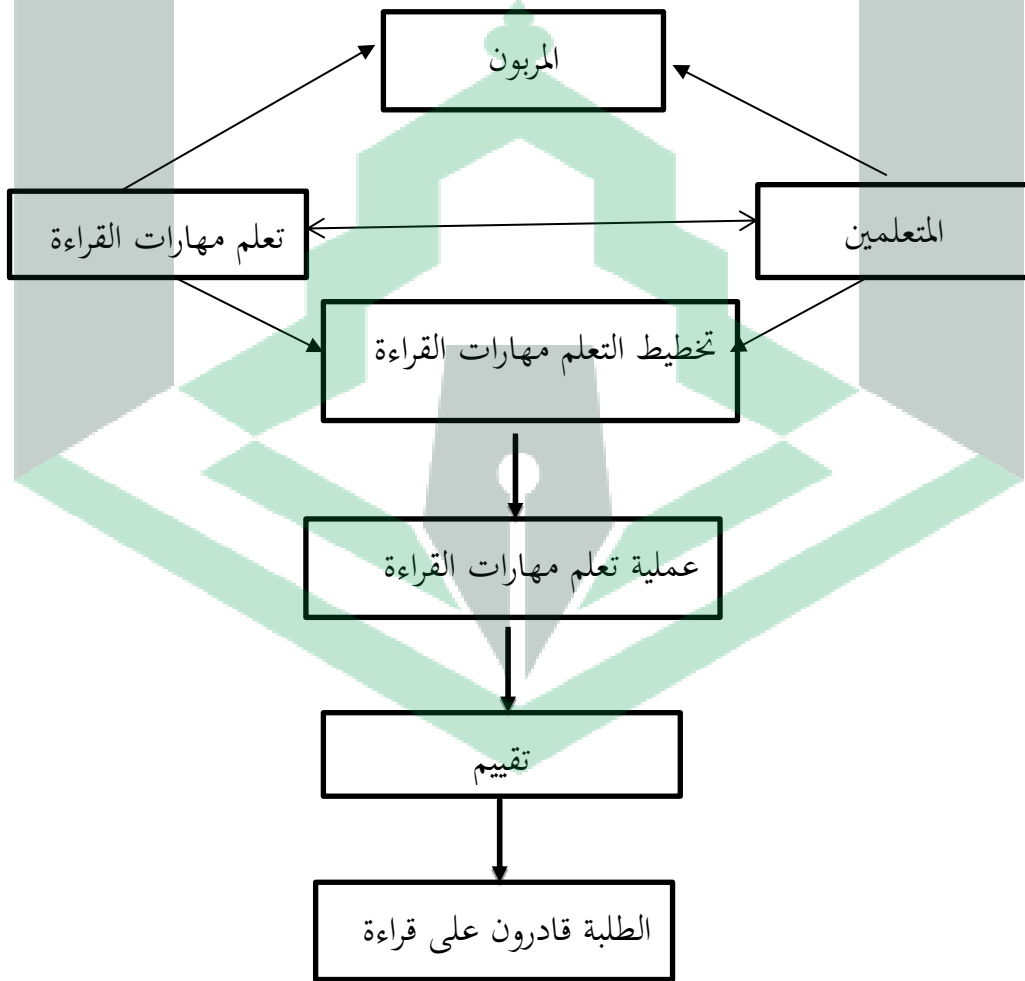 المربون
المتعلمين
تعلم مهارات القراءة
تخطيط التعلم مهارات القراءة
عملية تعلم مهارات القراءة
تقييم
الطلبة قادرون على قراءة